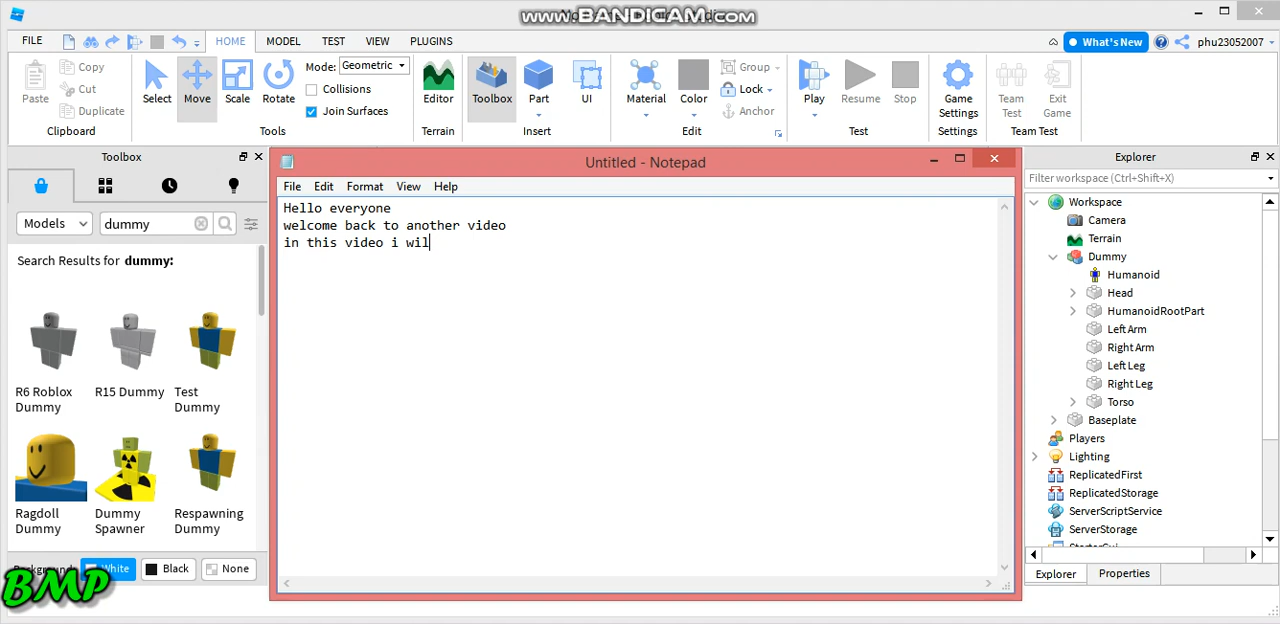 www.BANDICAM.com
FILE
HOME
MODEL
TEST
VIEW
PLUGINS
What's New
phu23052007
Paste
Copy
Cut
Duplicate
Clipboard
Select
Move
Scale
Rotate
Mode: Geometric
Collisions
Join Surfaces
Tools
Editor
Terrain
Toolbox
Part
UI
Insert
Material
Color
Group
Lock
Anchor
Edit
Play
Resume
Stop
Test
Game
Settings
Settings
Team
Test
Exit
Game
Team Test
Toolbox
Models
dummy
Search Results for dummy:
R6 Roblox
Dummy
R15 Dummy
Test
Dummy
Ragdoll
Dummy
Dummy
Spawner
Respawning
Dummy
White
Black
None
BMP
Untitled - Notepad
File
Edit
Format
View
Help
Hello everyone
welcome back to another video
in this video i wil
Explorer
Filter workspace (Ctrl+Shift+X)
Workspace
Camera
Terrain
Dummy
Humanoid
Head
HumanoidRootPart
Left Arm
Right Arm
Left Leg
Right Leg
Torso
Baseplate
Players
Lighting
ReplicatedFirst
ReplicatedStorage
ServerScriptService
ServerStorage
Explorer
Properties